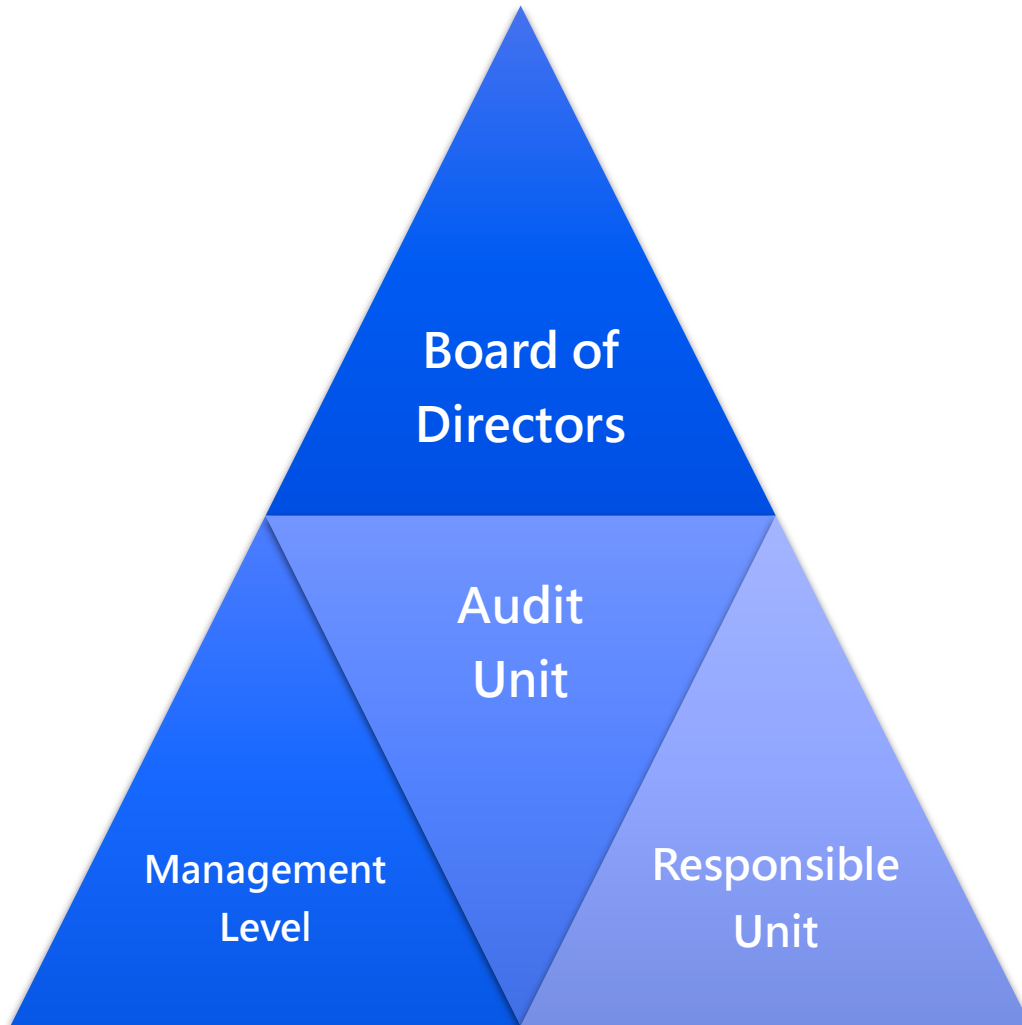 Board of
Directors
Audit
Unit
Management
Level
Responsible
Unit